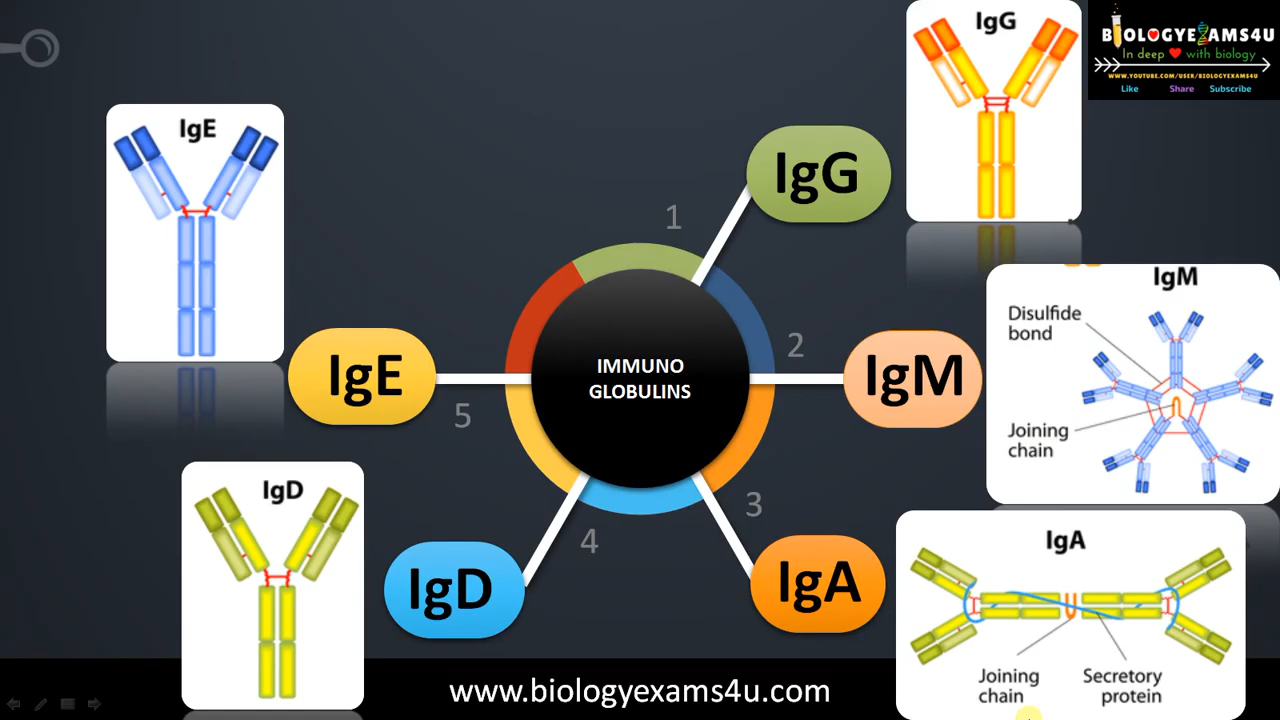 IgG
BIOLOGYEXAMS4U
In deep with biology
WWW.YOUTUBE.COM/USER/BIOLOGYEXAMS4U
Like Share Subscribe
IgE
IgG
1
IgM
Disulfide
bond
Joining
chain
2
IgM
IMMUNO
GLOBULINS
IgE
5
IgD
3
4
IgA
IgD
IgA
Joining
chain
Secretory
protein
www.biologyexams4u.com